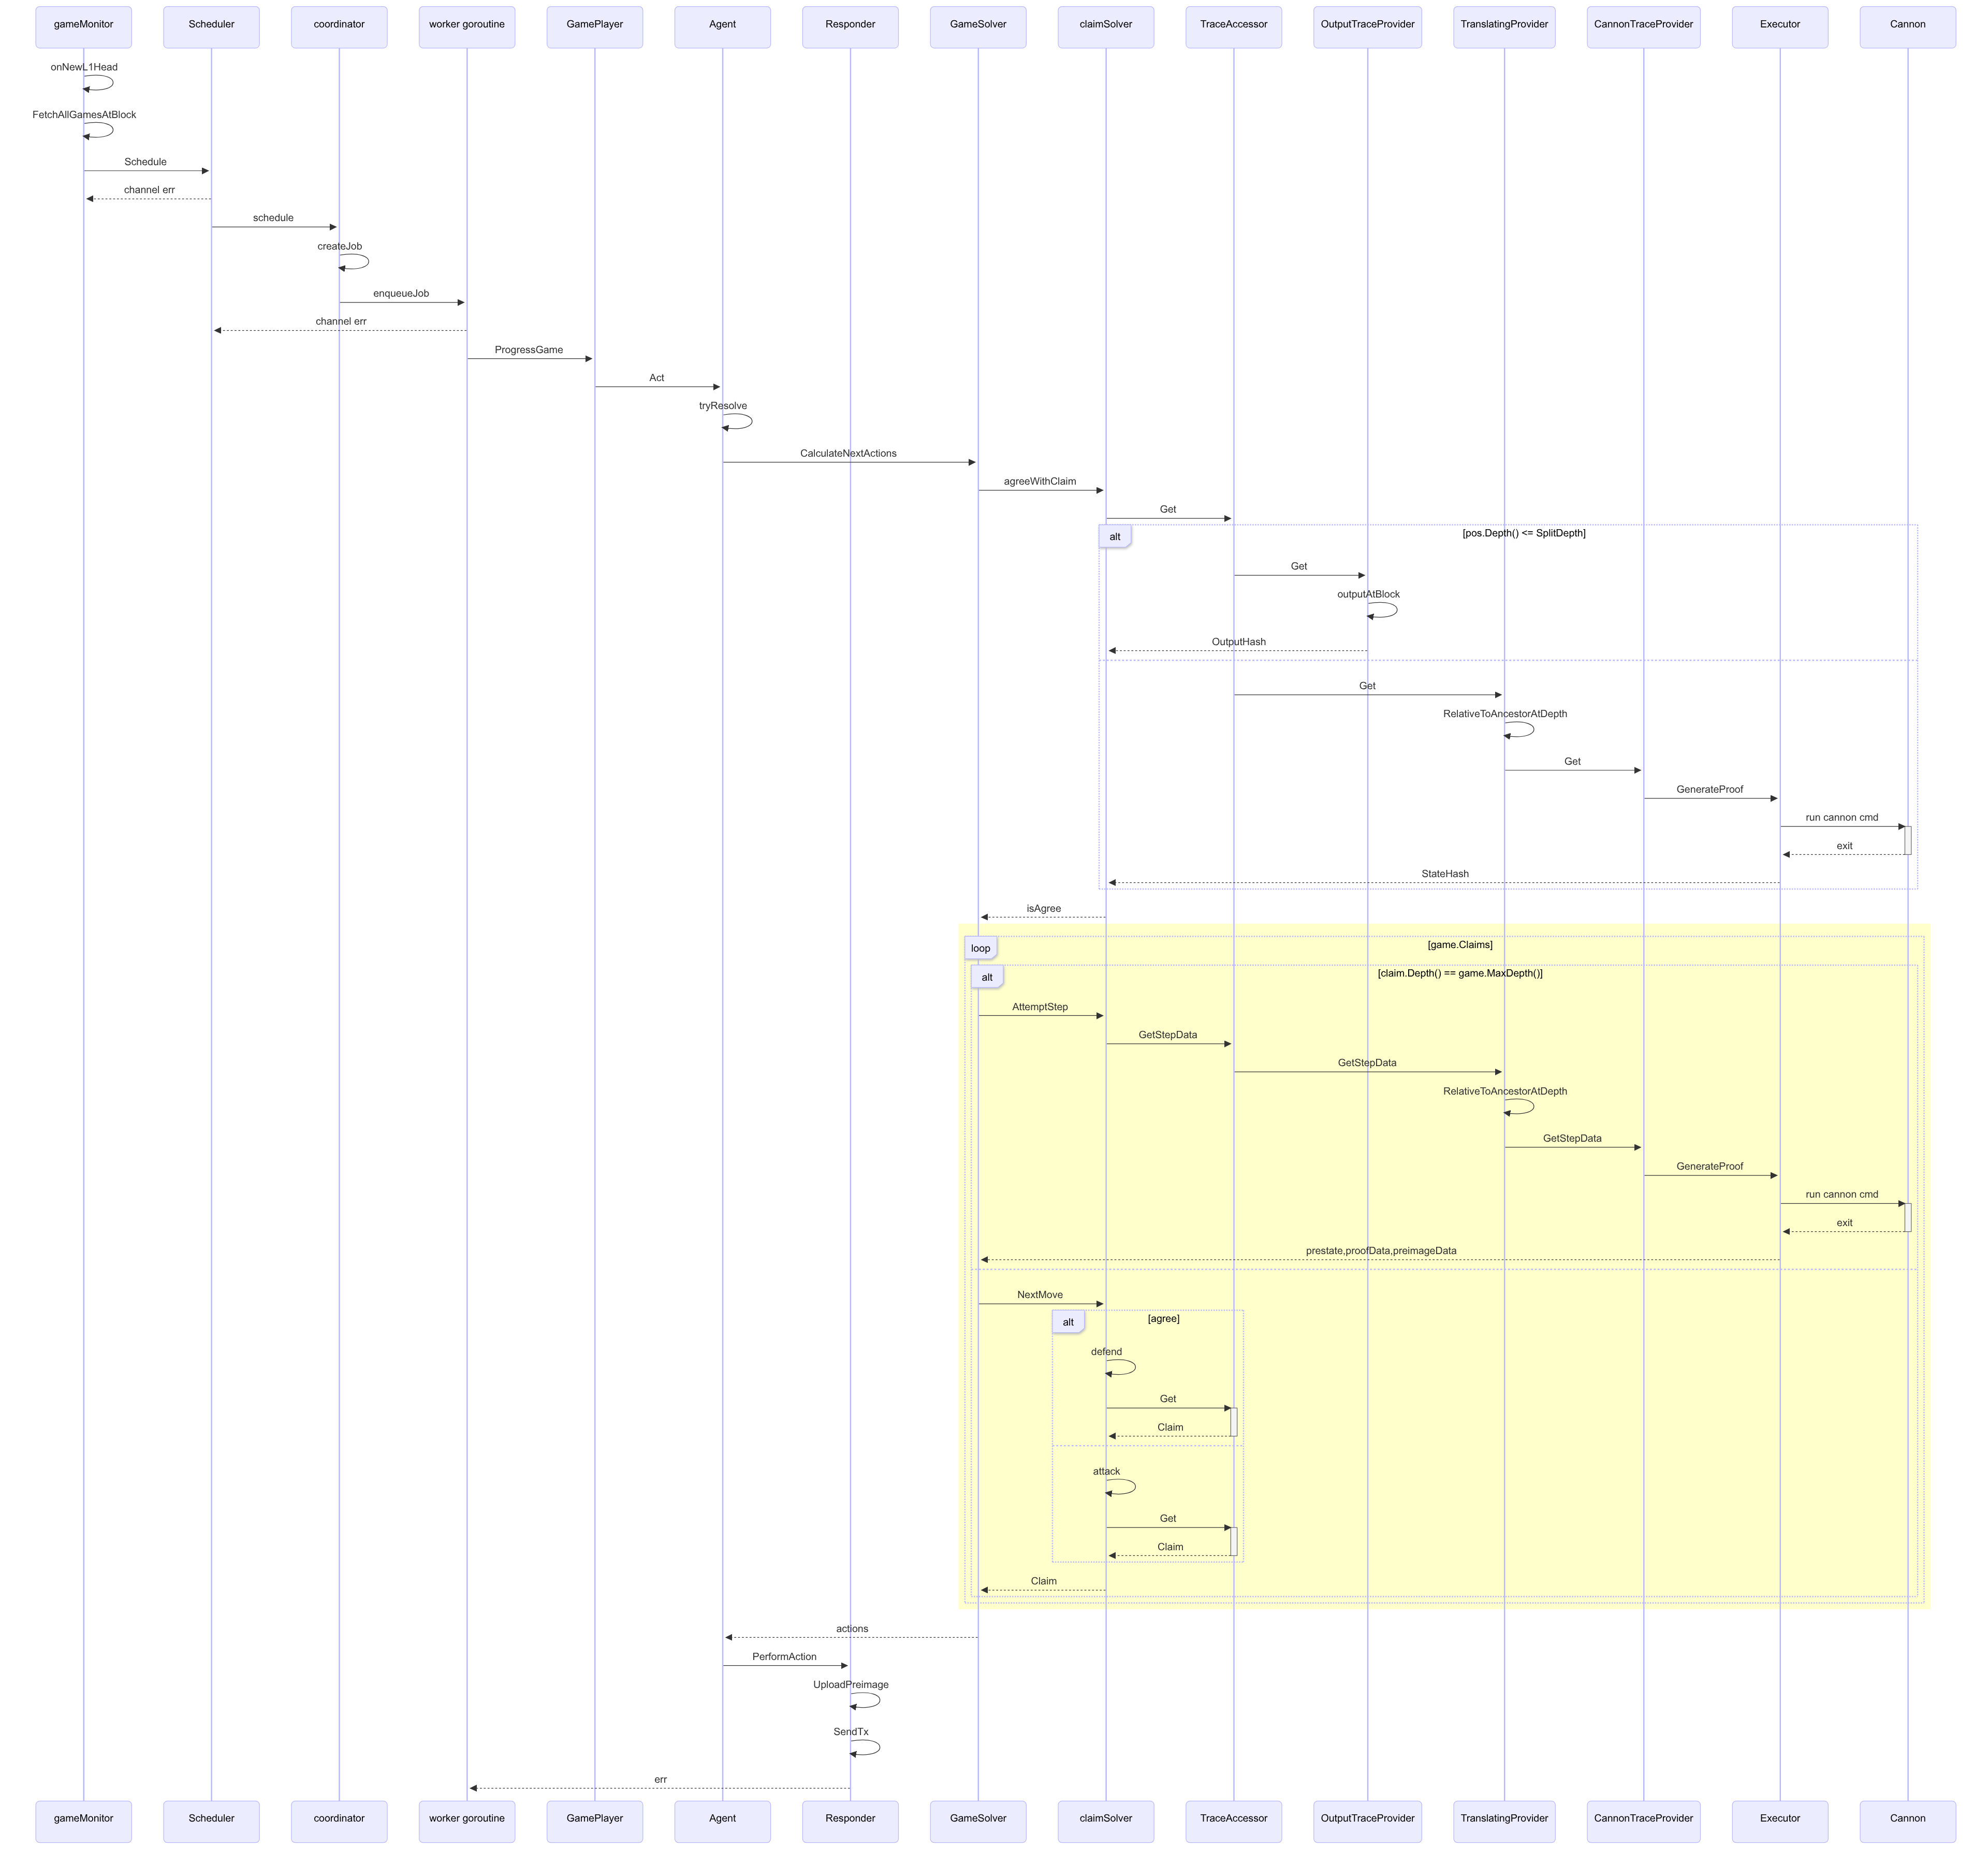 gameMonitor
Scheduler
coordinator
worker goroutine
GamePlayer
Agent
Responder
GameSolver
claimSolver
TraceAccessor
OutputTraceProvider
TranslatingProvider
CannonTraceProvider
Executor
Cannon
onNewL1Head
FetchAllGamesAtBlock
Schedule
channel err
schedule
createJob
enqueueJob
channel err
ProgressGame
Act
tryResolve
CalculateNextActions
agreeWithClaim
Get
alt
[pos.Depth() <= SplitDepth]
Get
outputAtBlock
OutputHash
Get
RelativeToAncestorAtDepth
Get
GenerateProof
run cannon cmd
exit
StateHash
isAgree
loop
[game.Claims]
alt
[claim.Depth() == game.MaxDepth()]
AttemptStep
GetStepData
GetStepData
RelativeToAncestorAtDepth
GetStepData
GenerateProof
run cannon cmd
exit
prestate,proofData,preimageData
NextMove
alt
[agree]
defend
Get
Claim
attack
Get
Claim
Claim
actions
PerformAction
UploadPreimage
SendTx
err
gameMonitor
Scheduler
coordinator
worker goroutine
GamePlayer
Agent
Responder
GameSolver
claimSolver
TraceAccessor
OutputTraceProvider
TranslatingProvider
CannonTraceProvider
Executor
Cannon